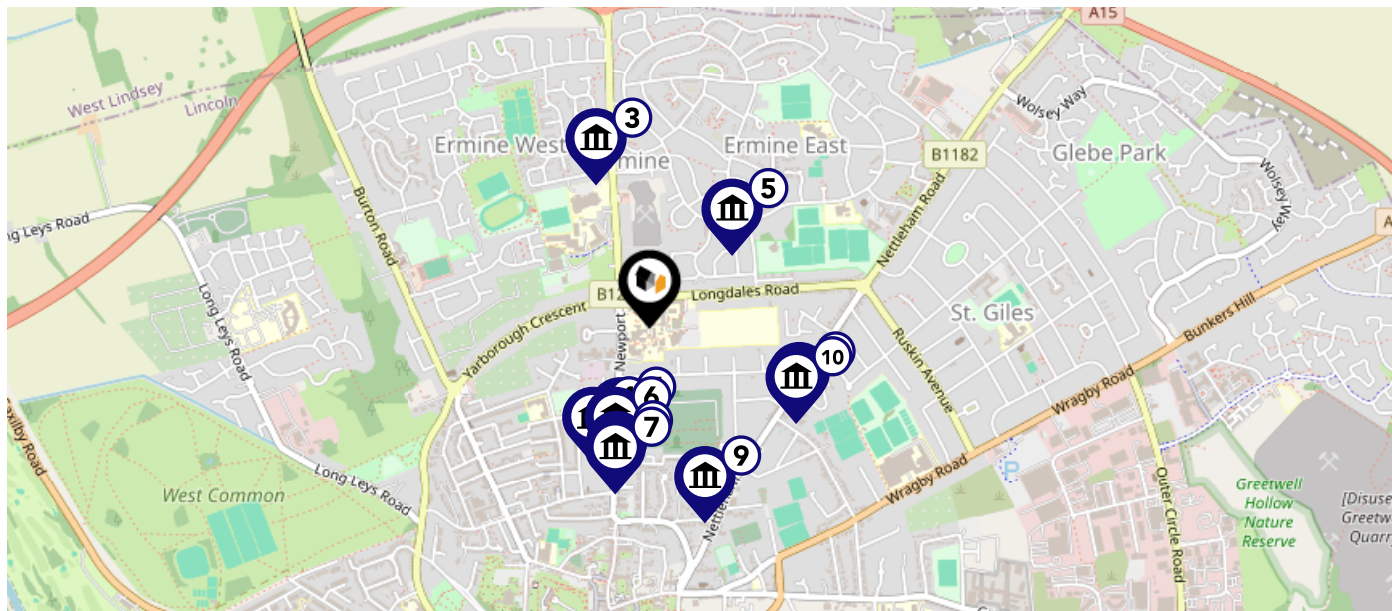 A15
West Lindsey
Lincoln
Wolsey Way
3
Ermine West
Ermine East
B1182
Glebe Park
5
Wolsey Way
Long Leys Road
Burton Road
Nettleham Road
Longdales Road
Yarborough Crescent
St. Giles
Bunkers Hill
Long Leys Road
Newport
Ruskin Avenue
10
6
Wragby Road
7
9
Wragby Road
P
West Common
Long Leys Road
Outer Circle Road
Greetwell
Hollow
Nature
Reserve